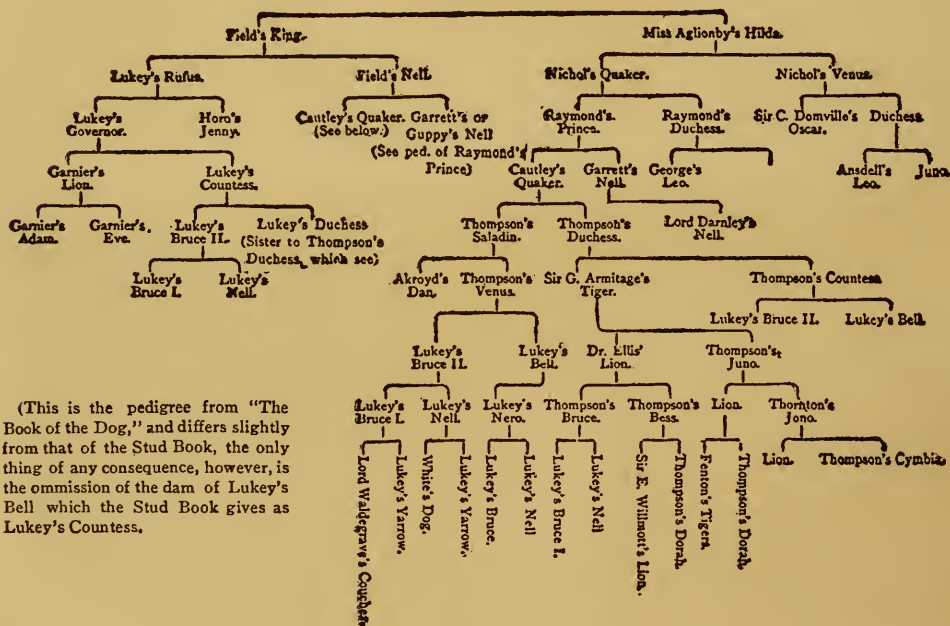 Field's King.
Miss Aglionby's Hilda.
Lukey's Rufus.
Field's Nell.
Nichol's Quaker.
Nichol's Venus.
Lukey's
Governor.
Horn's
Jenny.
Cautley's Quaker.
(See below.)
Garrett's or
Guppy's Nell
(See ped. of Raymond's
Prince)
Raymond's
Prince.
Raymond's
Duchess.
Sir C. Domville's
Oscar.
Duchess.
Garnier's
Lion.
Lukey's
Countess.
Cautley's
Quaker.
Garrett's
Nell.
George's
Leo.
Ansdell's
Leo.
Juno.
Garnier's
Adam.
Garnier's.
Eve.
Lukey's
Bruce II.
Lukey's Duchess
(Sister to Thompson's
Duchess, which see)
Thompson's
Saladin.
Thompson's
Duchess.
Lord Darnley's
Nell.
Lukey's
Bruce I.
Lukey's
Nell.
Akroyd's
Dan.
Thompson's
Venus.
Sir G. Armitage's
Tiger.
Thompson's Countess
Lukey's Bruce II.
Lukey's Bell.
Lukey's
Bruce II
Lukey's
Bell.
Dr. Ellis'
Lion.
Thompson's
Juno.
Lukey's
Bruce I.
Lukey's
Nell.
Lukey's
Nero.
Thompson's
Bruce.
Thompson's
Bess.
Lion.
Thornton's
Jono.
Lord Waldegrave's Couchez
Lukey's Yarrow.
White's Dog.
Lukey's Yarrow.
Lukey's Bruce.
Lukey's Nell
Lukey's Bruce I.
Lukey's Nell
Sir E. Willmott's Lion.
Thompson's Dorah
Fenton's Tigers.
Thompson's Dorah.
Lion.
Thompson's Cymbia
(This is the pedigree from "The
Book of the Dog," and differs slightly
from that of the Stud Book, the only
thing of any consequence, however, is
the ommission of the dam of Lukey's
Bell which the Stud Book gives as
Lukey's Countess.